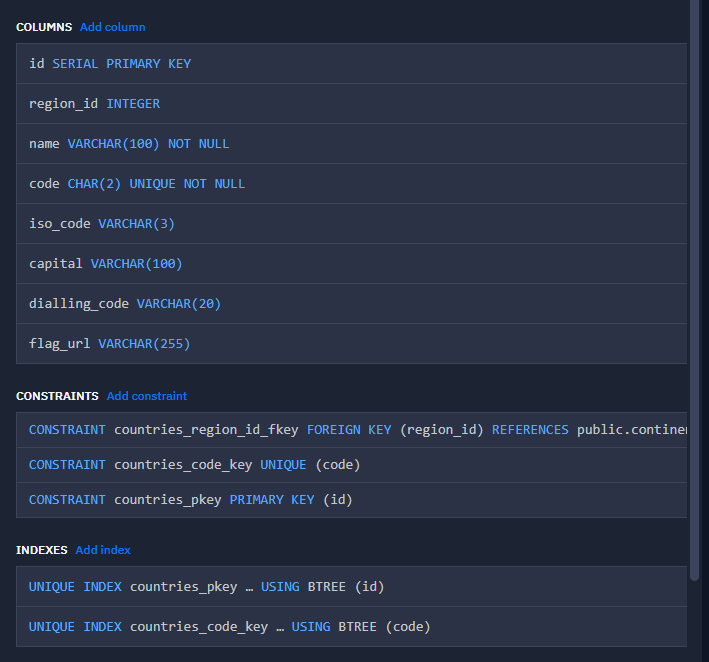 COLUMNS Add column
id SERIAL PRIMARY KEY
region_id INTEGER
name VARCHAR(100) NOT NULL
code CHAR(2) UNIQUE NOT NULL
iso_code VARCHAR(3)
capital VARCHAR(100)
dialling_code VARCHAR(20)
flag_url VARCHAR(255)
CONSTRAINTS Add constraint
CONSTRAINT countries_region_id_fkey FOREIGN KEY (region_id) REFERENCES
CONSTRAINT countries_code_key UNIQUE (code)
CONSTRAINT countries_pkey PRIMARY KEY (id)
INDEXES Add index
UNIQUE INDEX countries_pkey … USING BTREE (id)
UNIQUE INDEX countries_code_key … USING BTREE (code)